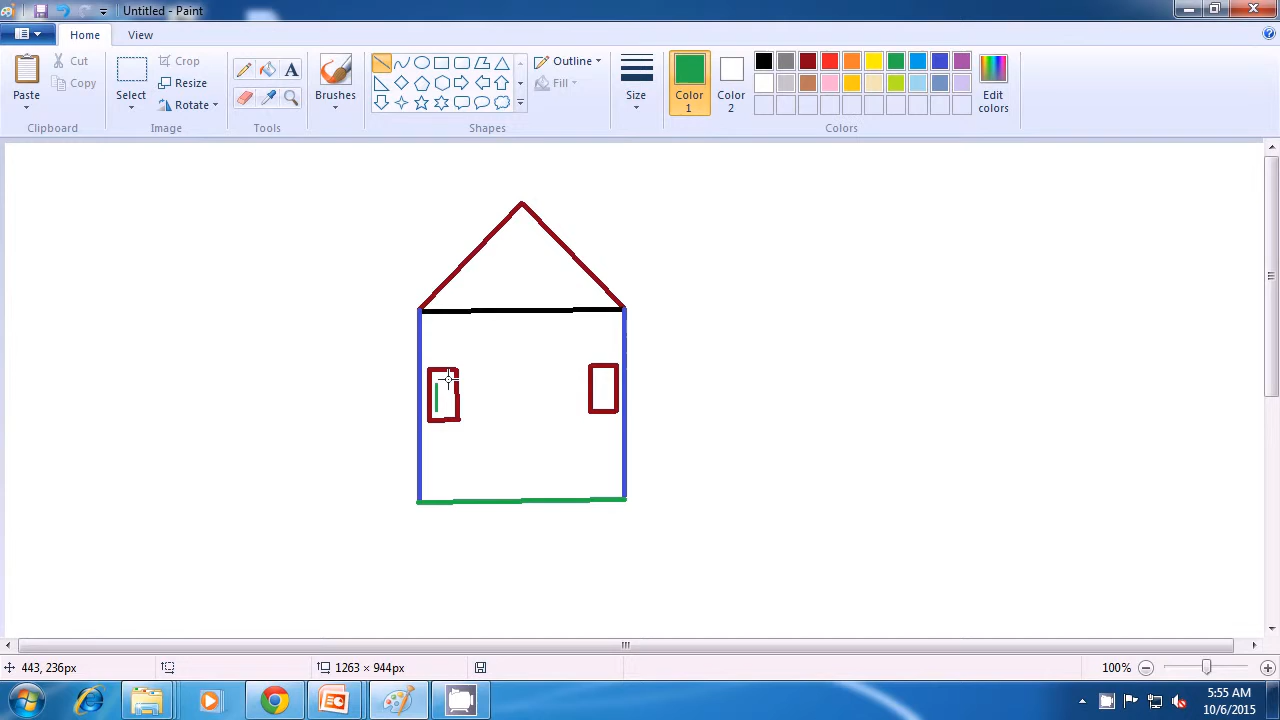 Untitled - Paint
Home View
Paste
Cut
Copy
Clipboard
Select
Crop
Resize
Rotate
Image
A
Tools
Brushes
Outline
Fill
Shapes
Size
Color 1
Color 2
Edit colors
Colors
443, 236px
1263 × 944px
100%
5:55 AM
10/6/2015